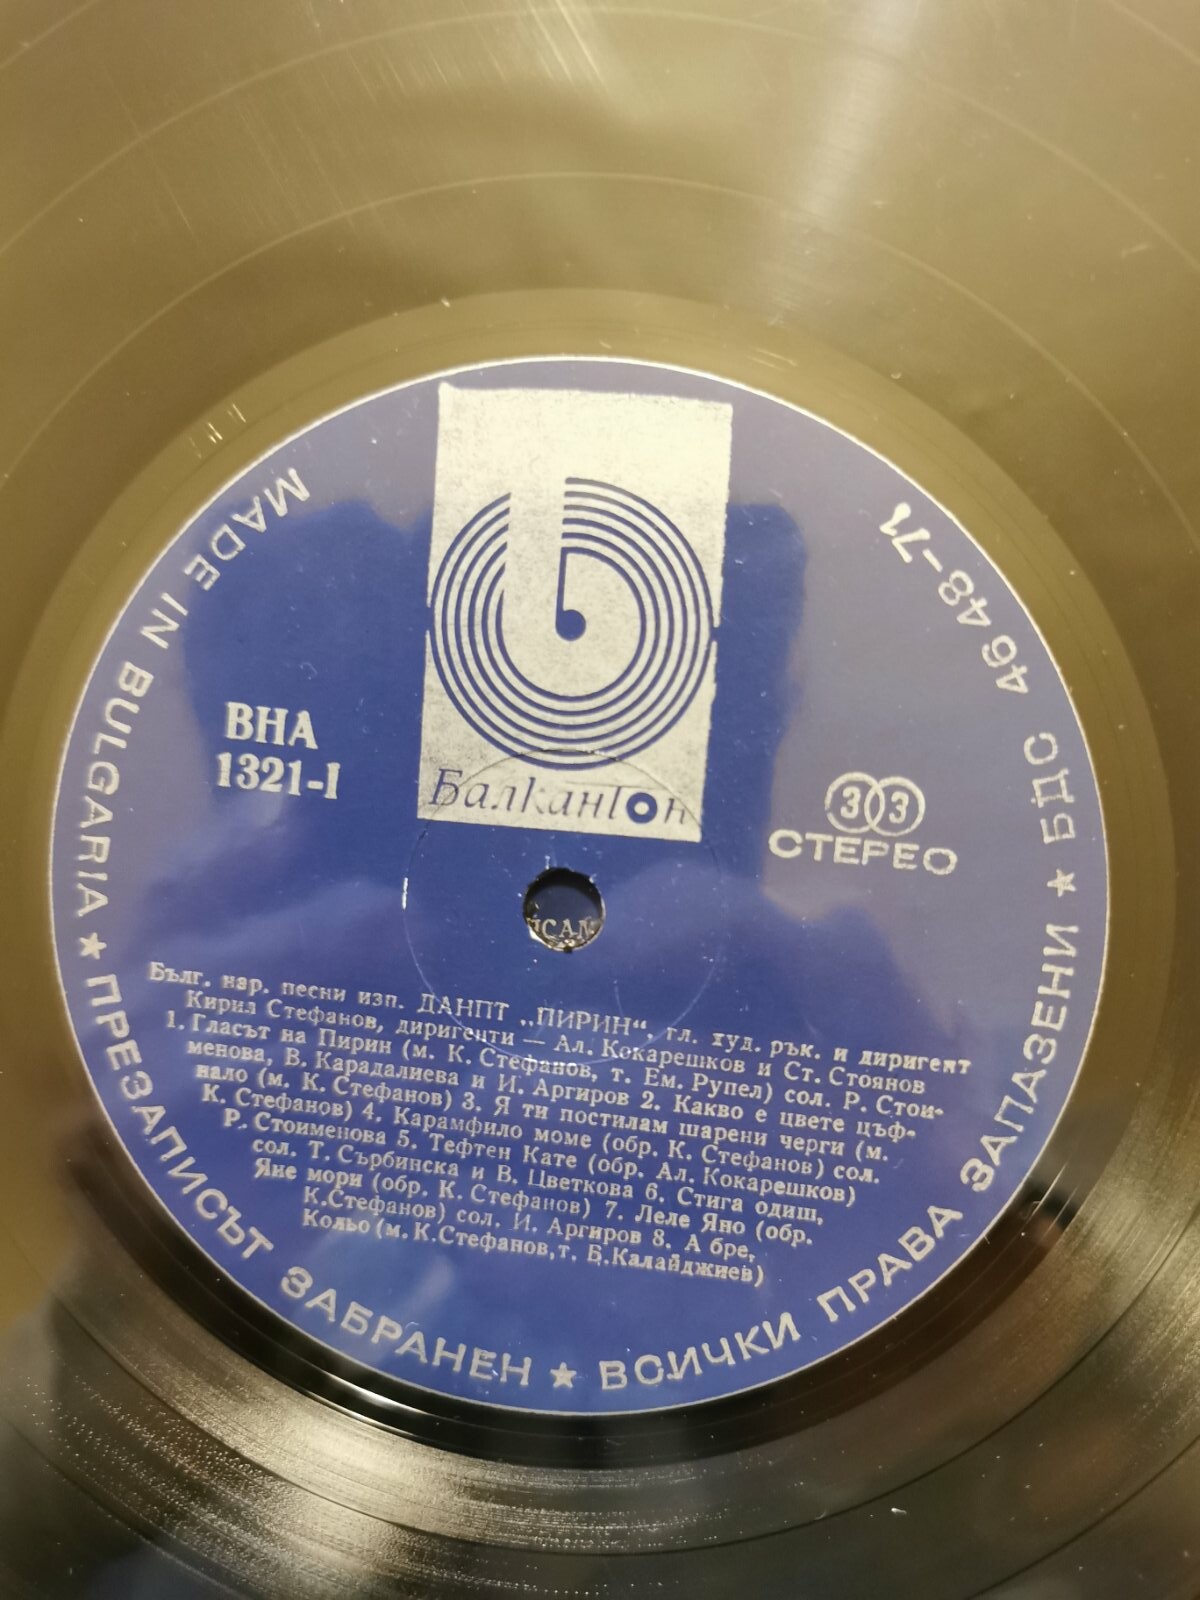 Балкантон
ВНА
1321-I
33
СТЕРЕО
Бълг. нар. песни изп. ДАНПТ „ПИРИН“ гл. худ. рък. и диригент
Кирил Стефанов, диригенти — Ал. Кокарешков и Ст. Стоянов
1. Гласът на Пирин (м. К. Стефанов, т. Ем. Рупел) сол. Р. Стои-
менова, В. Карадалиева и И. Аргиров 2. Какво е цвете цъф-
нало (м. К. Стефанов) 3. Я ти постилам шарени черги (м.
К. Стефанов) 4. Карамфило моме (обр. К. Стефанов) сол.
Р. Стоименова 5. Тефтен Кате (обр. Ал. Кокарешков)
сол. Т. Сърбинска и В. Цветкова 6. Стига одиш,
Яне мори (обр. К. Стефанов) 7. Леле Яно (обр.
К.Стефанов) сол. И. Аргиров 8. А бре,
Кольо (м. К.Стефанов, т. Б.Калайджиев)
MADE IN BULGARIA ★ ПРЕЗАПИСЪТ ЗАБРАНЕН ★ ВСИЧКИ ПРАВА ЗАПАЗЕНИ ★ БДС 4648-71